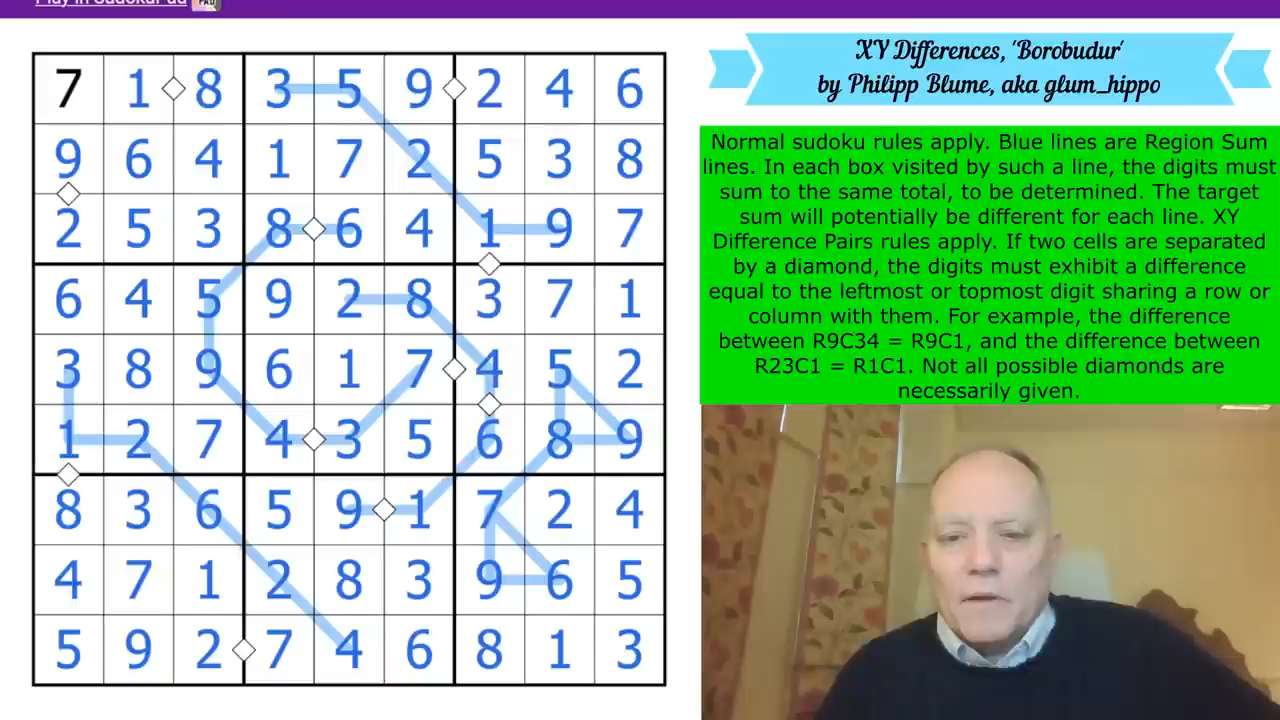 Play in SudokuPad
XY Differences, 'Borobudur'
by Philipp Blume, aka glum_hippo
Normal sudoku rules apply. Blue lines are Region Sum
lines. In each box visited by such a line, the digits must
sum to the same total, to be determined. The target
sum will potentially be different for each line. XY
Difference Pairs rules apply. If two cells are separated
by a diamond, the digits must exhibit a difference
equal to the leftmost or topmost digit sharing a row or
column with them. For example, the difference
between R9C34 = R9C1, and the difference between
R23C1 = R1C1. Not all possible diamonds are
necessarily given.
7 1 8 3 5 9 2 4 6
9 6 4 1 7 2 5 3 8
2 5 3 8 6 4 1 9 7
6 4 5 9 2 8 3 7 1
3 8 9 6 1 7 4 5 2
1 2 7 4 3 5 6 8 9
8 3 6 5 9 1 7 2 4
4 7 1 2 8 3 9 6 5
5 9 2 7 4 6 8 1 3